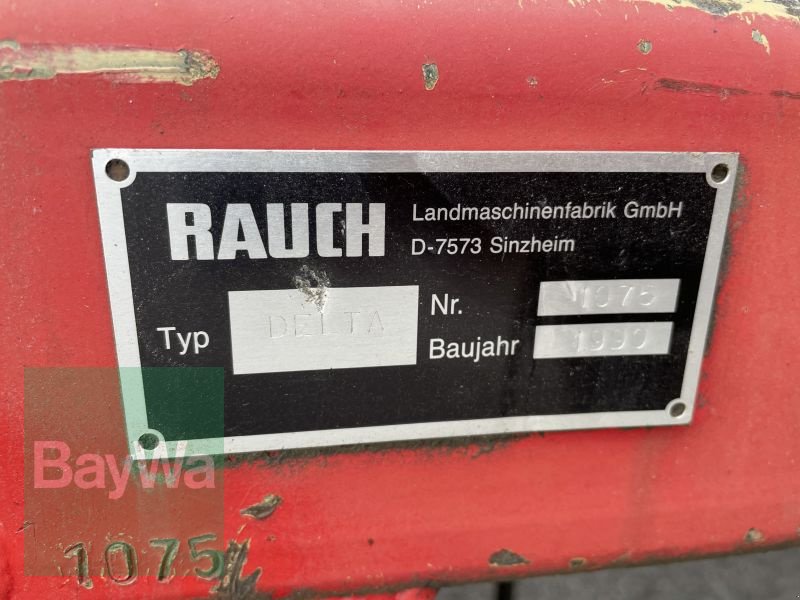 RAUCH
Landmaschinenfabrik GmbH
D-7573 Sinzheim
Typ DELTA
Nr. 1075
Baujahr 1990
BayWa
1075